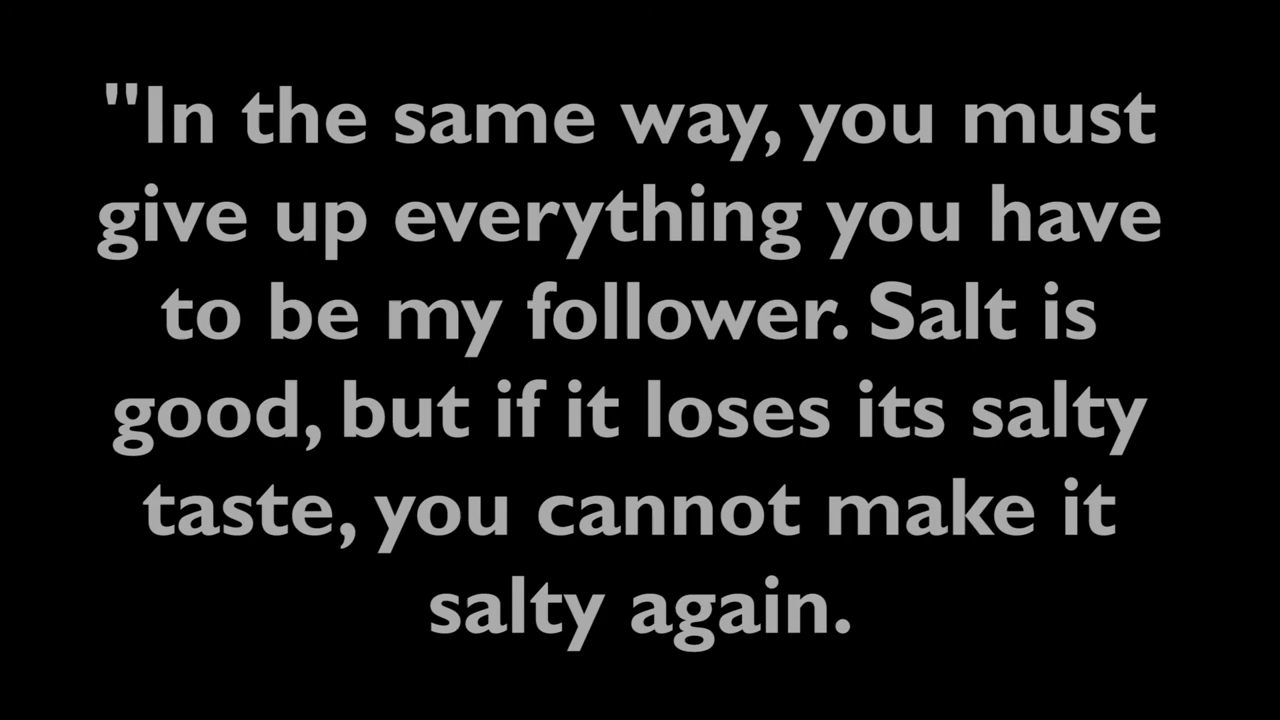 "In the same way, you must
give up everything you have
to be my follower. Salt is
good, but if it loses its salty
taste, you cannot make it
salty again.